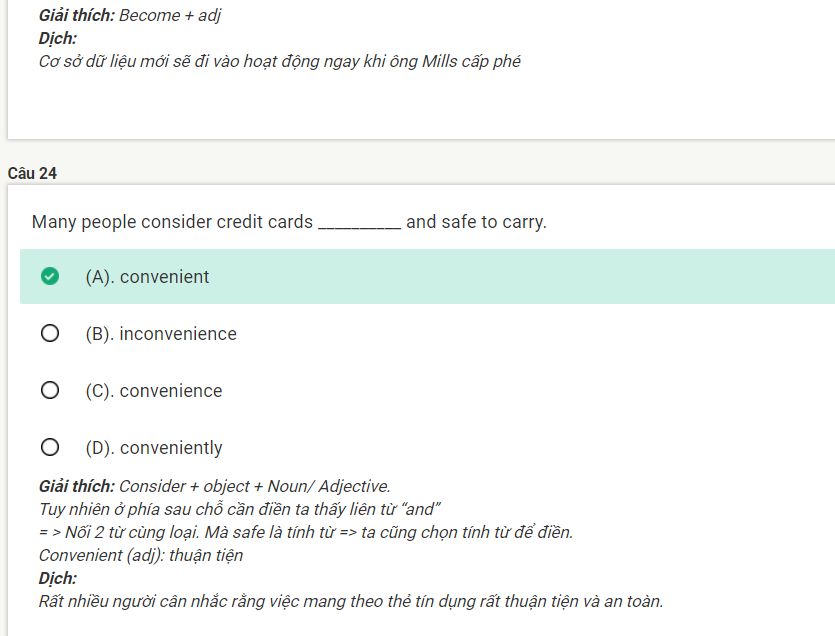 Giải thích: Become + adj
Dịch:
Cơ sở dữ liệu mới sẽ đi vào hoạt động ngay khi ông Mills cấp phé
Câu 24
Many people consider credit cards __________ and safe to carry.
(A). convenient
(B). inconvenience
(C). convenience
(D). conveniently
Giải thích: Consider + object + Noun/ Adjective.
Tuy nhiên ở phía sau chỗ cần điền ta thấy liên từ “and”
= > Nối 2 từ cùng loại. Mà safe là tính từ => ta cũng chọn tính từ để điền.
Convenient (adj): thuận tiện
Dịch:
Rất nhiều người cân nhắc rằng việc mang theo thẻ tín dụng rất thuận tiện và an toàn.